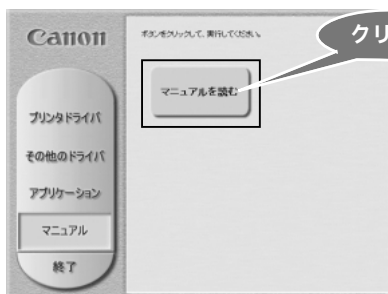 Canon
ボタンをクリックして、実行してください。
クリ
マニュアルを読む
プリンタドライバ
その他のドライバ
アプリケーション
マニュアル
終了